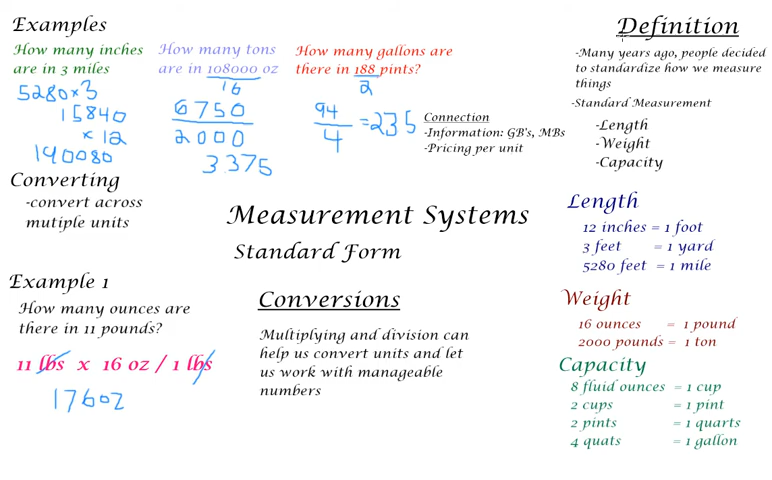 Examples
How many inches
are in 3 miles
5280 x 3
15840
x 12
190080
How many tons
are in 108000 oz
16
6750
2000
3.375
How many gallons are
there in 188 pints?
2
94
4
=235
Connection
-Information: GB's, MBs
-Pricing per unit
Definition
-Many years ago, people decided
to standardize how we measure
things
-Standard Measurement
-Length
-Weight
-Capacity
Converting
-convert across
mutiple units
Measurement Systems
Standard Form
Length
12 inches = 1 foot
3 feet = 1 yard
5280 feet = 1 mile
Example 1
How many ounces are
there in 11 pounds?
11 lbs x 16 oz / 1 lbs
176oz
Conversions
Multiplying and division can
help us convert units and let
us work with manageable
numbers
Weight
16 ounces = 1 pound
2000 pounds = 1 ton
Capacity
8 fluid ounces = 1 cup
2 cups = 1 pint
2 pints = 1 quarts
4 quats = 1 gallon